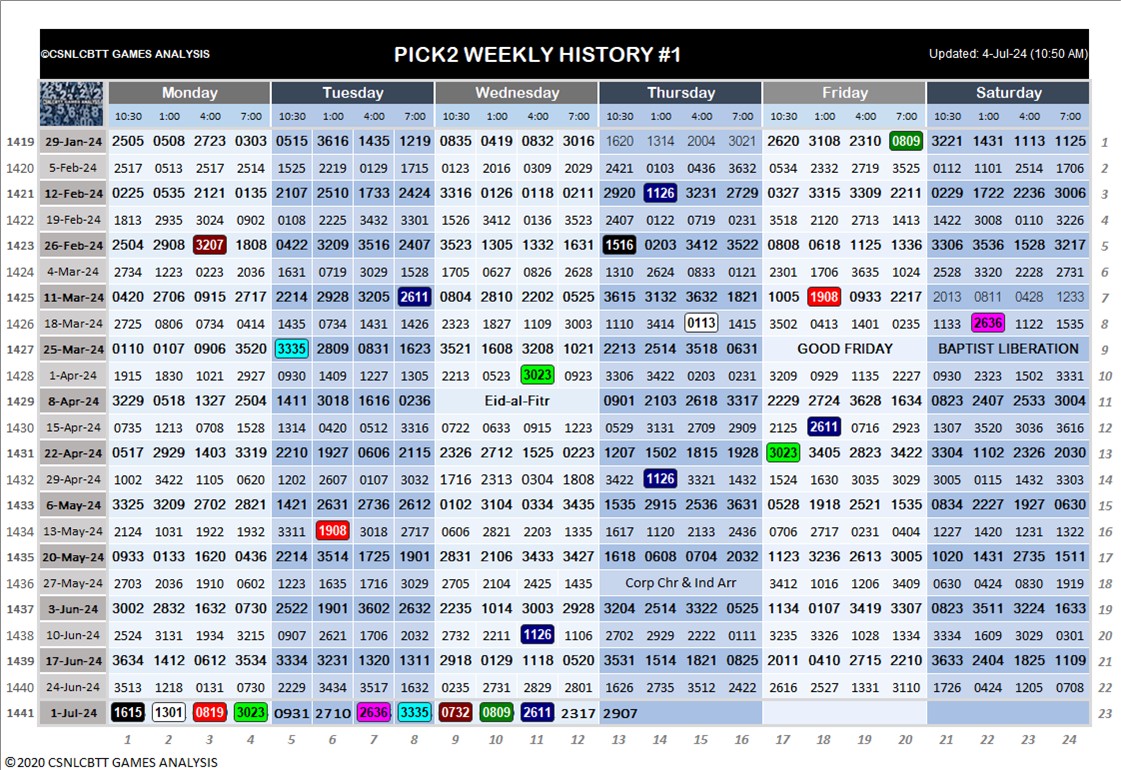 ©CSNLCBTT GAMES ANALYSIS PICK2 WEEKLY HISTORY #1 Updated: 4-Jul-24 (10:50 AM)
Monday Tuesday Wednesday Thursday Friday Saturday
10:30 1:00 4:00 7:00 10:30 1:00 4:00 7:00 10:30 1:00 4:00 7:00 10:30 1:00 4:00 7:00 10:30 1:00 4:00 7:00 10:30 1:00 4:00 7:00
1419 29-Jan-24 2505 0508 2723 0303 0515 3616 1435 1219 0835 0419 0832 3016 1620 1314 2004 3021 2620 3108 2310 0809 3221 1431 1113 1125 1
1420 5-Feb-24 2517 0513 2517 2514 1525 2219 0129 1715 0123 2016 0309 2029 2421 0103 0436 3632 0534 2332 2719 3525 0112 1101 2514 1706 2
1421 12-Feb-24 0225 0535 2121 0135 2107 2510 1733 2424 3316 0126 0118 0211 2920 1126 3231 2729 0327 3315 3309 2211 0229 1722 2236 3006 3
1422 19-Feb-24 1813 2935 3024 0902 0108 2225 3432 3301 1526 3412 0136 3523 2407 0122 0719 0231 3518 2120 2713 1413 1422 3008 0110 3226 4
1423 26-Feb-24 2504 2908 3207 1808 0422 3209 3516 2407 3523 1305 1332 1631 1516 0203 3412 3522 0808 0618 1125 1336 3306 3536 1528 3217 5
1424 4-Mar-24 2734 1223 0223 2036 1631 0719 3029 1528 1705 0627 0826 2628 1310 2624 0833 0121 2301 1706 3635 1024 2528 3320 2228 2731 6
1425 11-Mar-24 0420 2706 0915 2717 2214 2928 3205 2611 0804 2810 2202 0525 3615 3132 3632 1821 1005 1908 0933 2217 2013 0811 0428 1233 7
1426 18-Mar-24 2725 0806 0734 0414 1435 0734 1431 1426 2323 1827 1109 3003 1110 3414 0113 1415 3502 0413 1401 0235 1133 2636 1122 1535 8
1427 25-Mar-24 0110 0107 0906 3520 3335 2809 0831 1623 3521 1608 3208 1021 2213 2514 3518 0631 GOOD FRIDAY BAPTIST LIBERATION 9
1428 1-Apr-24 1915 1830 1021 2927 0930 1409 1227 1305 2213 0523 3023 0923 3306 3422 0203 0231 3209 0929 1135 2227 0930 0223 1502 3331 10
1429 8-Apr-24 3229 0518 1327 2504 1411 3018 1616 0236 Eid-al-Fitr 0901 2103 2618 3317 2229 2724 3628 1634 0823 2407 2533 3004 11
1430 15-Apr-24 0735 1213 0708 1528 1314 0420 0512 3316 0722 0633 0915 1223 0529 3131 2709 2909 2125 2611 0716 2923 1307 3520 3036 3616 12
1431 22-Apr-24 0517 2929 1403 3319 2210 1927 0606 2115 2326 2712 1525 0223 1207 1502 1815 1928 3023 3405 2823 3422 3304 1102 2326 2030 13
1432 29-Apr-24 1002 3422 1105 0620 1202 2607 0107 3032 1716 2313 0304 1808 3422 1126 3321 1432 1524 1630 3035 3029 3005 0115 1432 3303 14
1433 6-May-24 3325 3209 2702 2821 1421 2631 2736 2612 0102 3104 0334 3435 1535 2915 2536 3631 0528 1918 2521 1535 0834 2227 1927 0630 15
1434 13-May-24 2124 1031 1922 1932 3311 1908 3018 2717 0606 2821 2203 1335 1617 1120 2133 2436 0706 2717 0231 0404 1227 1420 1231 1322 16
1435 20-May-24 0933 0133 1620 0436 2214 3514 1725 1901 2831 2106 3433 3427 1618 0608 0704 2032 1123 3236 2613 3005 1020 1431 2735 1511 17
1436 27-May-24 2703 2036 1910 0602 1223 1635 1716 3029 2705 2104 2425 1435 Corp Chr & Ind Arr 3412 1016 1206 3409 0630 0424 0830 1919 18
1437 3-Jun-24 3002 2832 1632 0730 2522 1901 3602 2632 2235 1014 3003 2928 3204 2514 3322 0525 1134 0107 3419 3307 0823 3511 3224 1633 19
1438 10-Jun-24 2524 3131 1934 3215 0907 2621 1706 2032 2732 2211 1126 1106 2702 2929 2222 0111 3235 3326 1028 1334 3334 1609 3029 0301 20
1439 17-Jun-24 3634 1412 0612 3534 3334 3231 1320 1311 2918 0129 1118 0520 3531 1514 1821 0825 2011 0410 2715 2210 3633 2404 1825 1109 21
1440 24-Jun-24 3513 1218 0131 0730 2229 3434 3517 1632 0235 2731 2829 2801 1626 2735 3512 2422 2616 2527 1331 3110 1726 0424 1205 0708 22
1441 1-Jul-24 1615 1301 0819 3023 0931 2710 2636 3335 0732 0809 2611 2317 2907 23
1 2 3 4 5 6 7 8 9 10 11 12 13 14 15 16 17 18 19 20 21 22 23 24
©2020 CSNLCBTT GAMES ANALYSIS